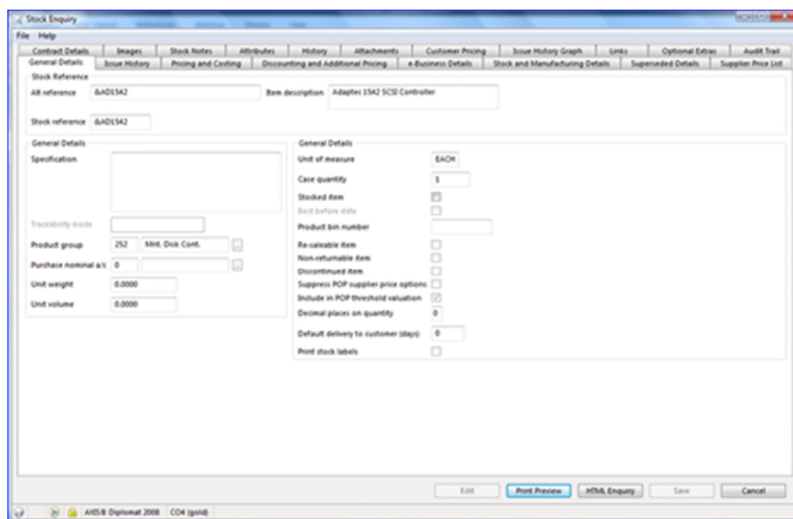 Stock Enquiry
File Help
Contract Details Images Stock Notes Attributes History Attachments Customer Pricing Issue History Graph Links Optional Extras Audit Trail
General Details Issue History Pricing and Costing Discounting and Additional Pricing e-Business Details Stock and Manufacturing Details Superseded Details Supplier Price List
Stock Reference
Alt reference &AD1542 Item description Adaptec 1542 SCSI Controller
Stock reference &AD1542
General Details General Details
Specification Unit of measure EACH
Case quantity 1
Stocked item
Best before date
Traceability mode Product bin number
Product group 252 Mnt. Disk Cont. ... Re-saleable item
Non-returnable item
Purchase nominal a/c 0 ... Discontinued item
Unit weight 0.0000 Suppress POP supplier price options
Include in POP threshold valuation
Unit volume 0.0000 Decimal places on quantity 0
Default delivery to customer (days) 0
Print stock labels
Edit Print Preview HTML Enquiry Save Cancel
AXIS® Diplomat 2008 CO4 (gold)